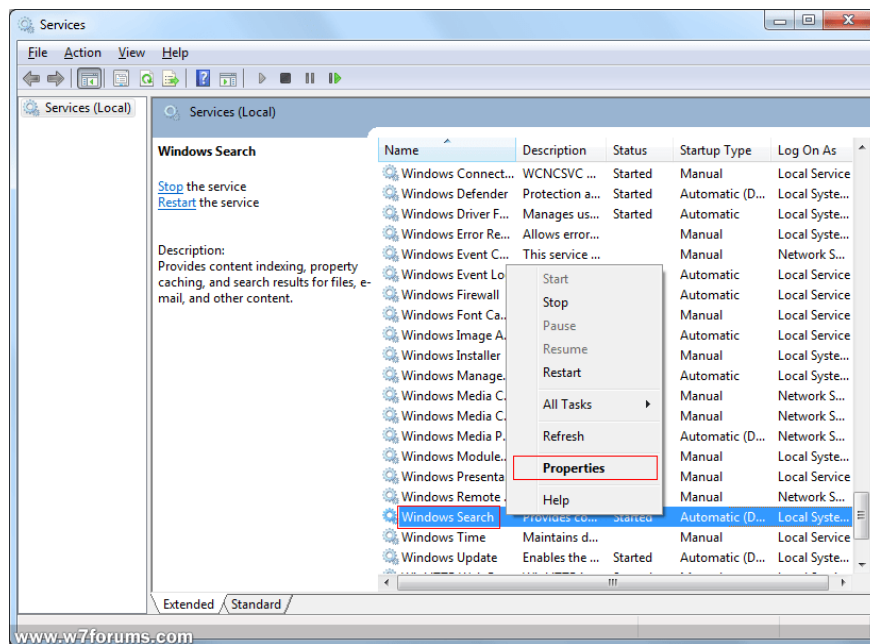 Services
File Action View Help
Services (Local)
Services (Local)
Windows Search
Stop the service
Restart the service
Description:
Provides content indexing, property
caching, and search results for files, e-
mail, and other content.
Name Description Status Startup Type Log On As
Windows Connect... WCNCSVC ... Started Manual Local Service
Windows Defender Protection a... Started Automatic (D... Local Syste...
Windows Driver F... Manages us... Started Automatic Local Syste...
Windows Error Re... Allows error... Manual Local Syste...
Windows Event C... This service ... Manual Network S...
Windows Event Lo Automatic Local Service
Windows Firewall Automatic Local Service
Windows Font Ca.. Manual Local Service
Windows Image A. Automatic Local Service
Windows Installer Manual Local Syste...
Windows Manage. Automatic Local Syste...
Windows Media C. Manual Network S...
Windows Media C. Manual Network S...
Windows Media P. Automatic (D... Network S...
Windows Module.. Manual Local Syste...
Windows Presenta Manual Local Service
Windows Remote . Manual Network S...
Windows Search Provides co... Started Automatic (D... Local Syste...
Windows Time Maintains d... Manual Local Service
Windows Update Enables the ... Started Automatic (D... Local Syste...
Start
Stop
Pause
Resume
Restart
All Tasks
Refresh
Properties
Help
Extended Standard
www.w7forums.com